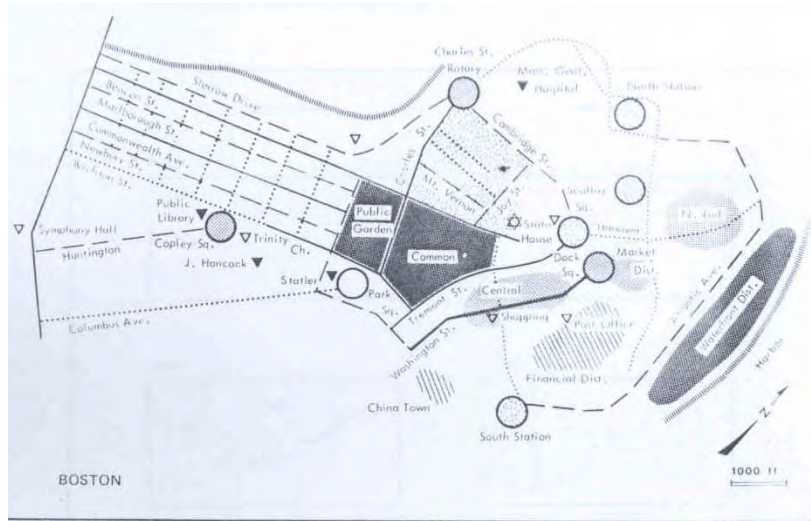 Charles St.
Rotary
Mass. Gent.
Hospital
North Station
Storrow Drive
Beacon St.
Marlborough St.
Commonwealth Ave.
Newbury St.
Boylston St.
Charles St.
Cambridge St.
Mt. Vernon
Joy St.
Public
Library
Public
Garden
State
House
Scollay
Sq.
Hanover
N. End
Symphony Hall
Huntington
Copley Sq.
Trinity
Ch.
J. Hancock
Common
Dock
Sq.
Market
Dist.
Statler
Park
Sq.
Tremont St.
Central
Shopping
Post Office
Atlantic Ave.
Waterfront Dist.
Harbor
Columbus Ave.
Washington St.
Financial Dist.
China Town
South Station
N
BOSTON
1000 ft